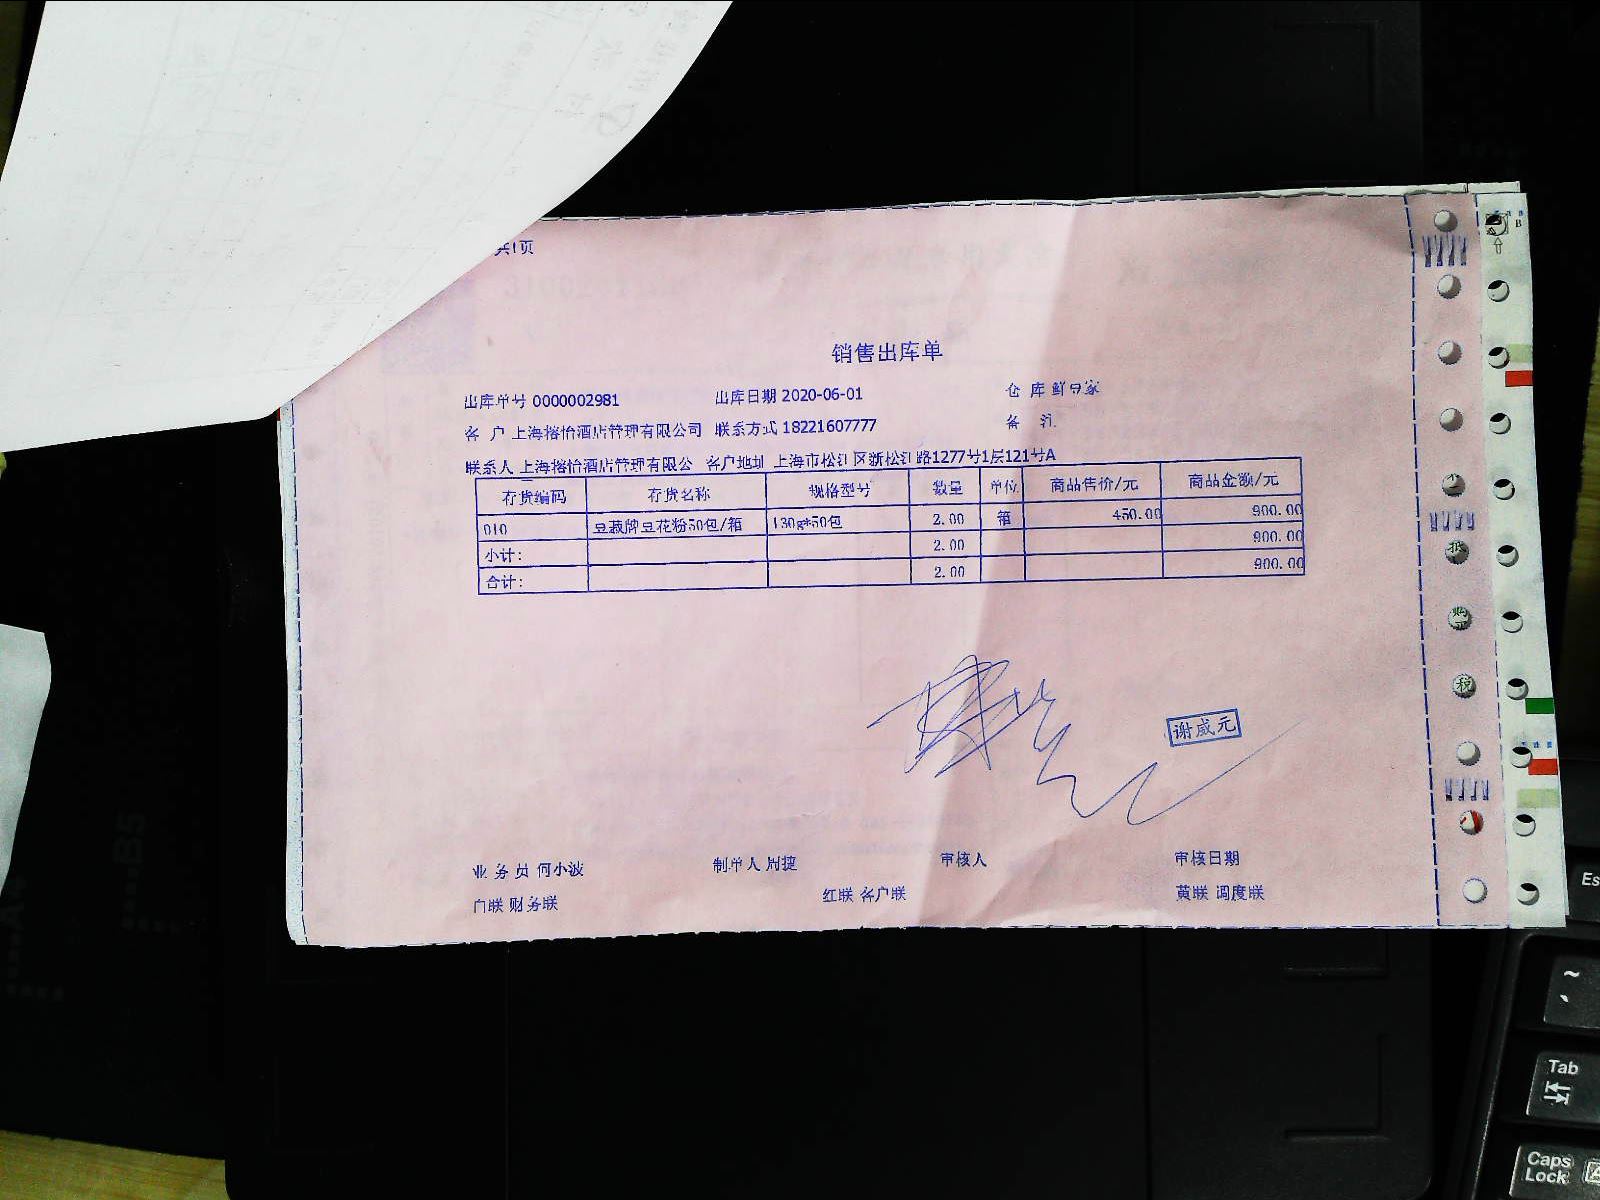 共1页
销售出库单
出库单号 0000002981 出库日期 2020-06-01 仓 库 鲜豆家
客 户 上海榕怡酒店管理有限公司 联系方式 18221607777 备 注
联系人 上海榕怡酒店管理有限公 客户地址 上海市松江区新松江路1277号1层121号A
存货编码 存货名称 规格型号 数量 单位 商品售价/元 商品金额/元
010 豆蔻牌豆花粉50包/箱 130g*50包 2.00 箱 450.00 900.00
小计: 2.00 900.00
合计: 2.00 900.00
谢威元
业 务 员 何小波 制单人 周捷 审核人 审核日期
白联 财务联 红联 客户联 黄联 调度联
税
Es
~
Tab
Caps
Lock
A